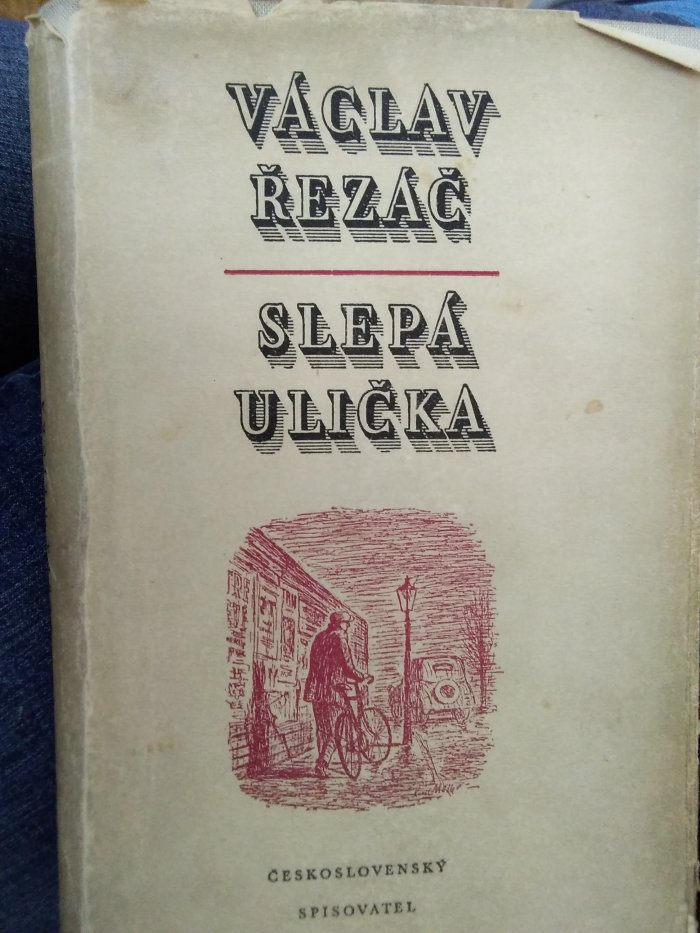 VÁCLAV
ŘEZÁČ
SLEPÁ
ULIČKA
ČESKOSLOVENSKÝ
SPISOVATEL